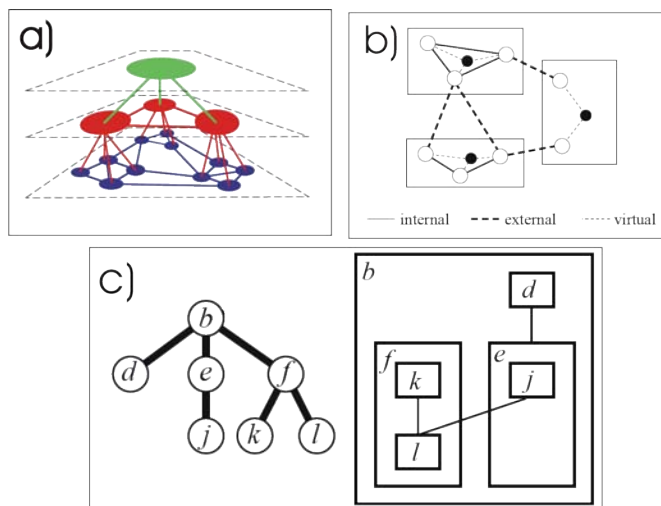 a)
b)
internal external virtual
c)
b
d e f
j k l
b
d
f e
k j
l